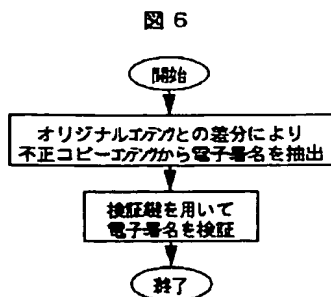 図6
開始
オリジナルコンテンツとの差分により
不正コピーコンテンツから電子署名を抽出
検証鍵を用いて
電子署名を検証
終了